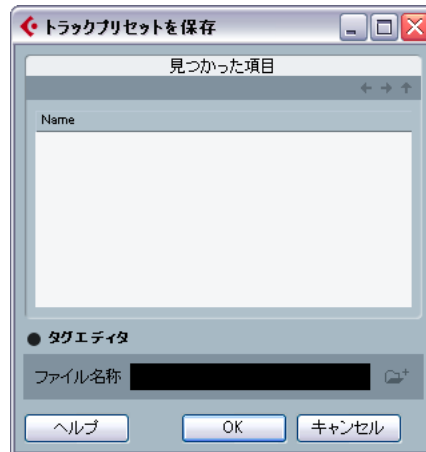 トラックプリセットを保存
見つかった項目
Name
タグエディタ
ファイル名称
ヘルプ
OK
キャンセル